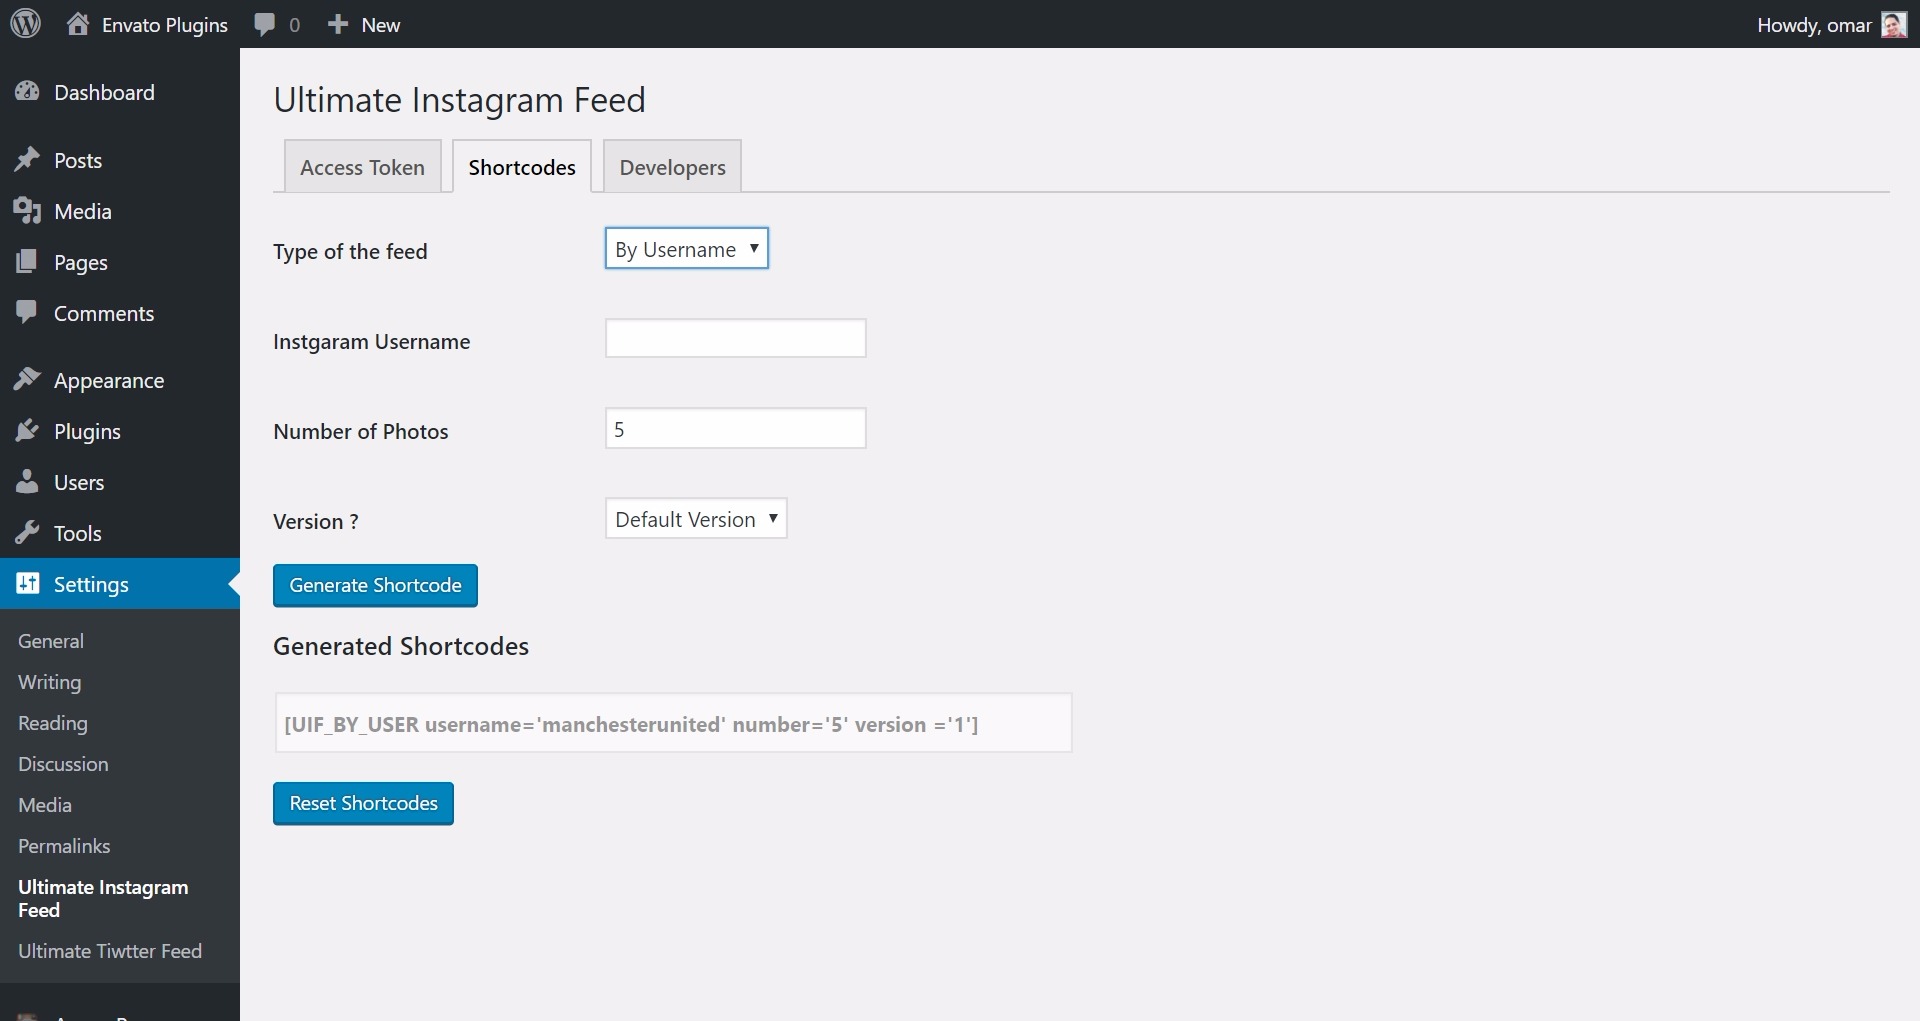 Envato Plugins 0 New Howdy, omar
Dashboard
Posts
Media
Pages
Comments
Appearance
Plugins
Users
Tools
Settings
General
Writing
Reading
Discussion
Media
Permalinks
Ultimate Instagram
Feed
Ultimate Tiwtter Feed
Ultimate Instagram Feed
Access Token Shortcodes Developers
Type of the feed By Username
Instgaram Username
Number of Photos 5
Version ? Default Version
Generate Shortcode
Generated Shortcodes
[UIF_BY_USER username='manchesterunited' number='5' version ='1']
Reset Shortcodes